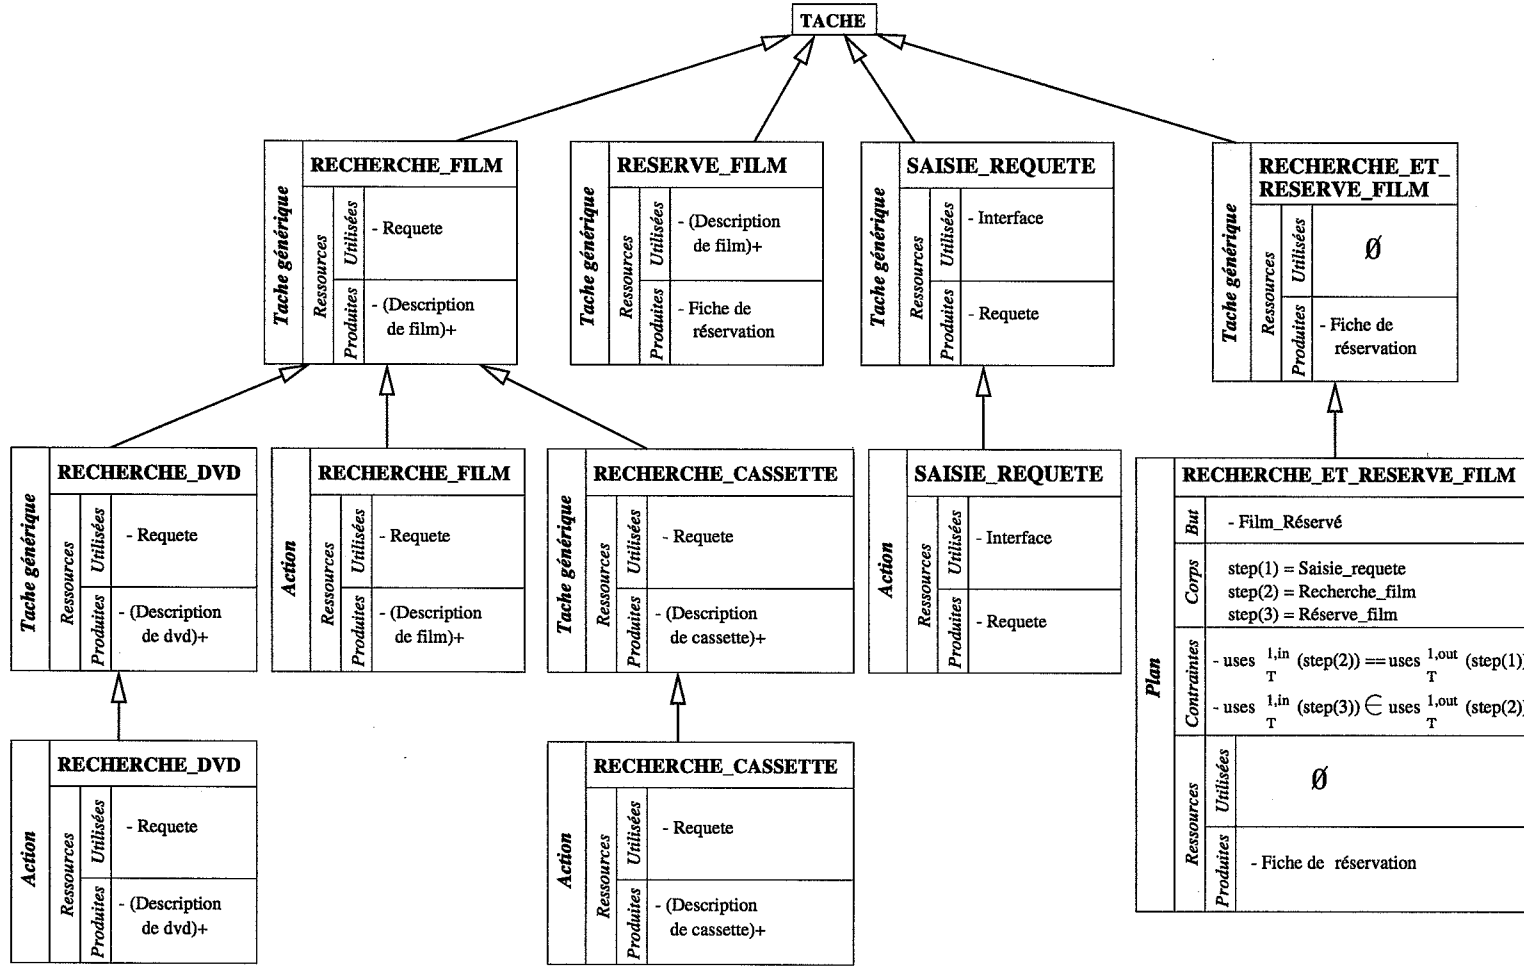 TACHE
Tache générique
RECHERCHE_FILM
Ressources
Utilisées
- Requete
Produites
- (Description
de film)+
Tache générique
RESERVE_FILM
Ressources
Utilisées
- (Description
de film)+
Produites
- Fiche de
réservation
Tache générique
SAISIE_REQUETE
Ressources
Utilisées
- Interface
Produites
- Requete
Tache générique
RECHERCHE_ET_
RESERVE_FILM
Ressources
Utilisées
Ø
Produites
- Fiche de
réservation
Tache générique
RECHERCHE_DVD
Ressources
Utilisées
- Requete
Produites
- (Description
de dvd)+
Action
RECHERCHE_FILM
Ressources
Utilisées
- Requete
Produites
- (Description
de film)+
Tache générique
RECHERCHE_CASSETTE
Ressources
Utilisées
- Requete
Produites
- (Description
de cassette)+
Action
SAISIE_REQUETE
Ressources
Utilisées
- Interface
Produites
- Requete
Plan
RECHERCHE_ET_RESERVE_FILM
But
- Film_Réservé
Corps
step(1) = Saisie_requete
step(2) = Recherche_film
step(3) = Réserve_film
Contraintes
- uses 1,in T (step(2)) == uses 1,out T (step(1))
- uses 1,in T (step(3)) ∈ uses 1,out T (step(2))
Ressources
Utilisées
Ø
Produites
- Fiche de réservation
Action
RECHERCHE_DVD
Ressources
Utilisées
- Requete
Produites
- (Description
de dvd)+
Action
RECHERCHE_CASSETTE
Ressources
Utilisées
- Requete
Produites
- (Description
de cassette)+